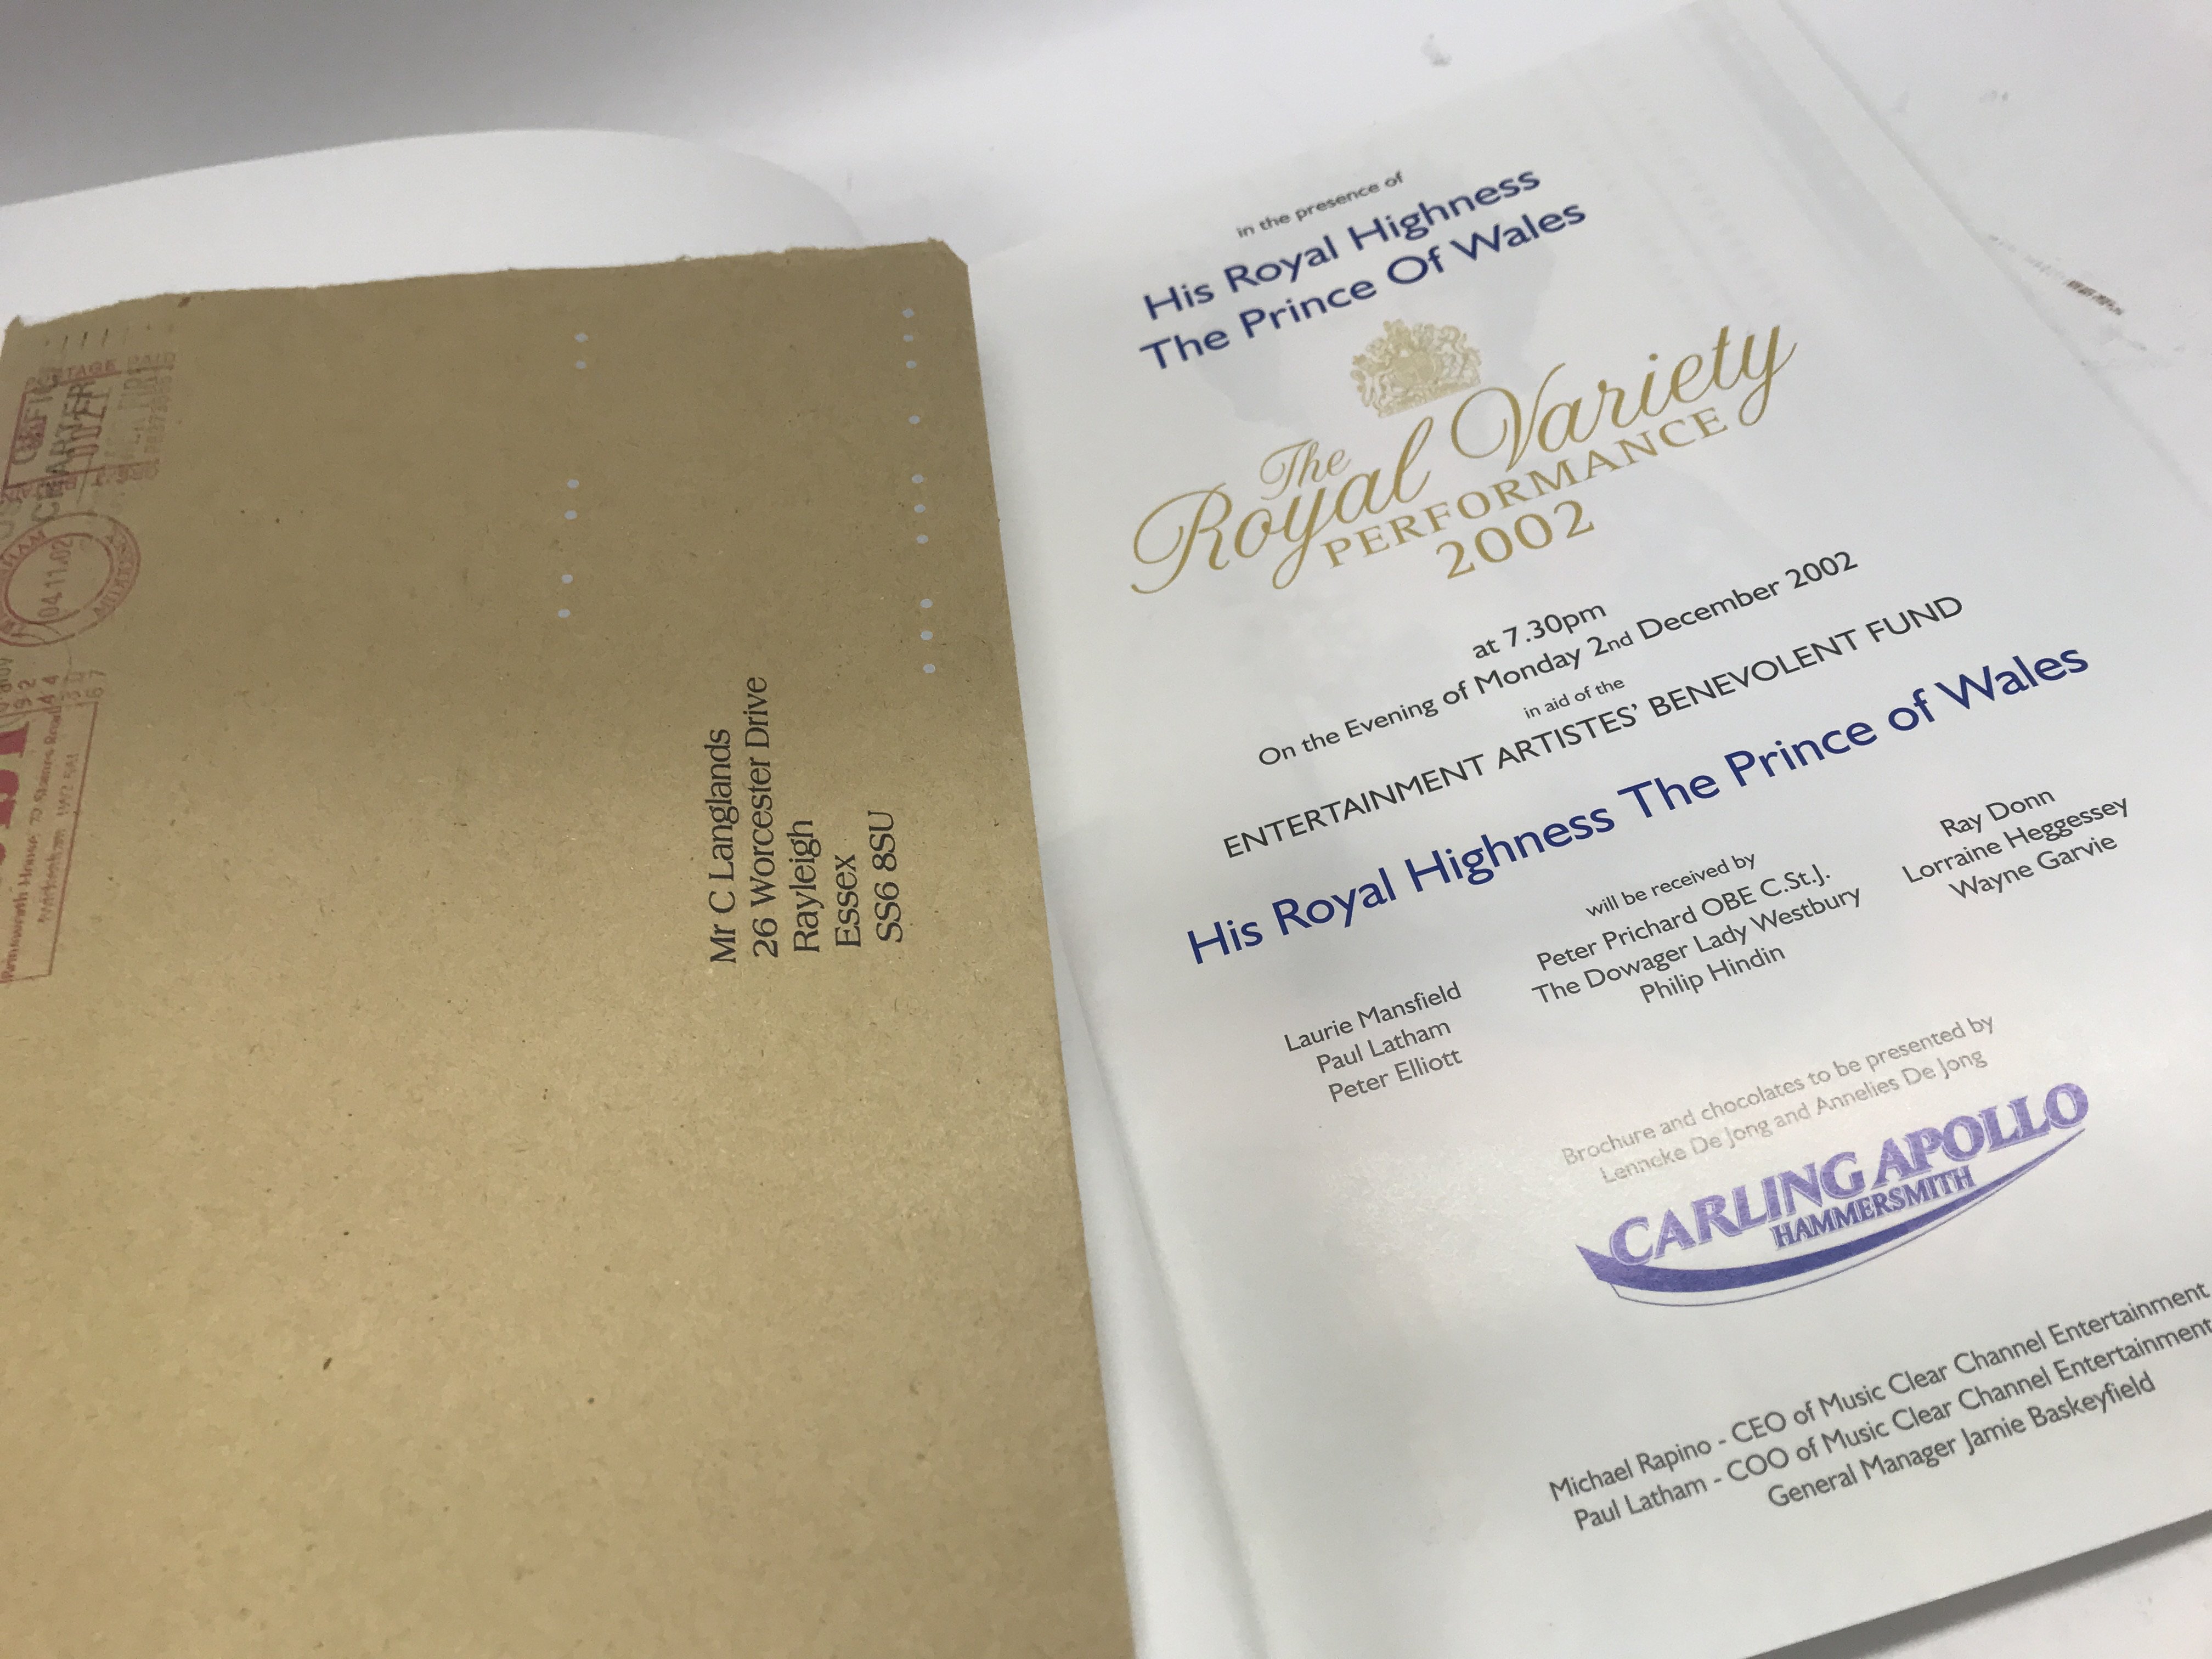 POSTAGE PAID
CHARTER
04.11.02
Mr C Langlands
26 Worcester Drive
Rayleigh
Essex
SS6 8SU
in the presence of
His Royal Highness
The Prince Of Wales
The
Royal Variety
PERFORMANCE
2002
at 7.30pm
On the Evening of Monday 2nd December 2002
in aid of the
ENTERTAINMENT ARTISTES' BENEVOLENT FUND
His Royal Highness The Prince of Wales
will be received by
Laurie Mansfield
Paul Latham
Peter Elliott
Peter Prichard OBE C.St.J.
The Dowager Lady Westbury
Philip Hindin
Ray Donn
Lorraine Heggessey
Wayne Garvie
Brochure and chocolates to be presented by
Lenneke De Jong and Annelies De Jong
CARLING APOLLO
HAMMERSMITH
Michael Rapino - CEO of Music Clear Channel Entertainment
Paul Latham - COO of Music Clear Channel Entertainment
General Manager Jamie Baskeyfield